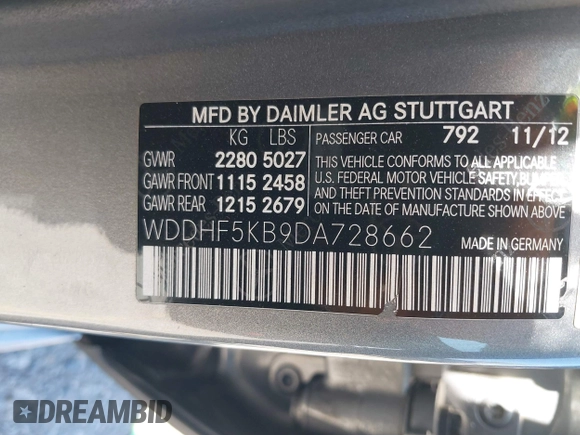 MFD BY DAIMLER AG STUTTGART
KG LBS PASSENGER CAR 792 11/12
GVWR 2280 5027 THIS VEHICLE CONFORMS TO ALL APPLICABLE
GAWR FRONT 1115 2458 U.S. FEDERAL MOTOR VEHICLE SAFETY, BUMPER,
GAWR REAR 1215 2679 AND THEFT PREVENTION STANDARDS IN EFFECT
ON THE DATE OF MANUFACTURE SHOWN ABOVE.
WDDHF5KB9DA728662 MADE IN GERMANY
DREAMBID